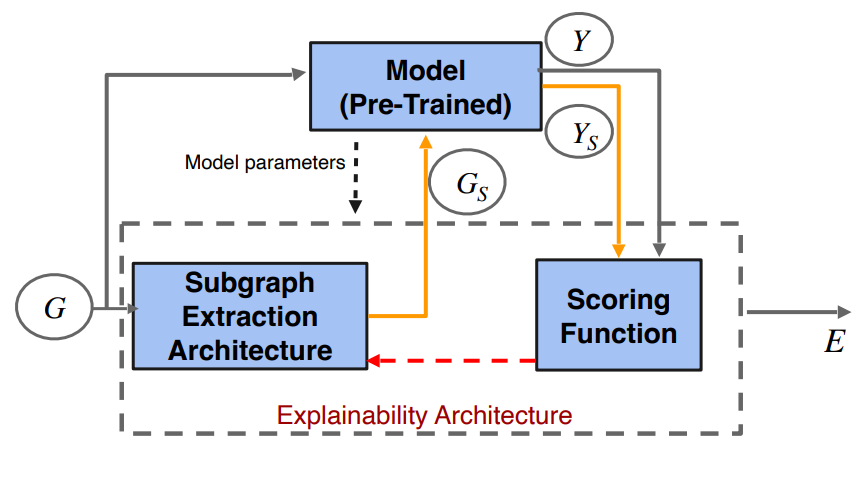 Y
Model
(Pre-Trained)
Y_S
Model parameters
G_S
G
Subgraph
Extraction
Architecture
Scoring
Function
E
Explainability Architecture